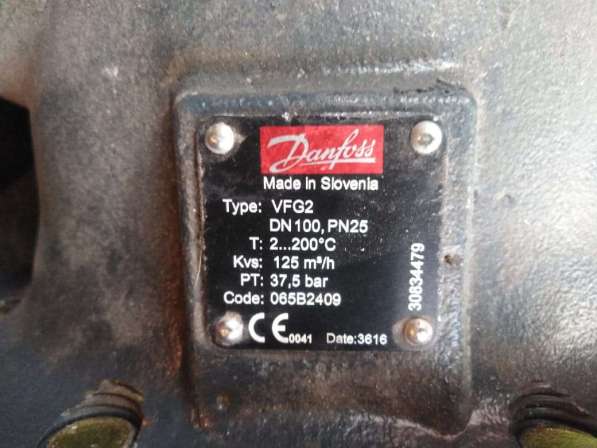 Danfoss
Made in Slovenia
Type: VFG2
DN100, PN25
T: 2...200°C
Kvs: 125 m³/h
PT: 37,5 bar
Code: 065B2409
CE 0041 Date:3616
30834479